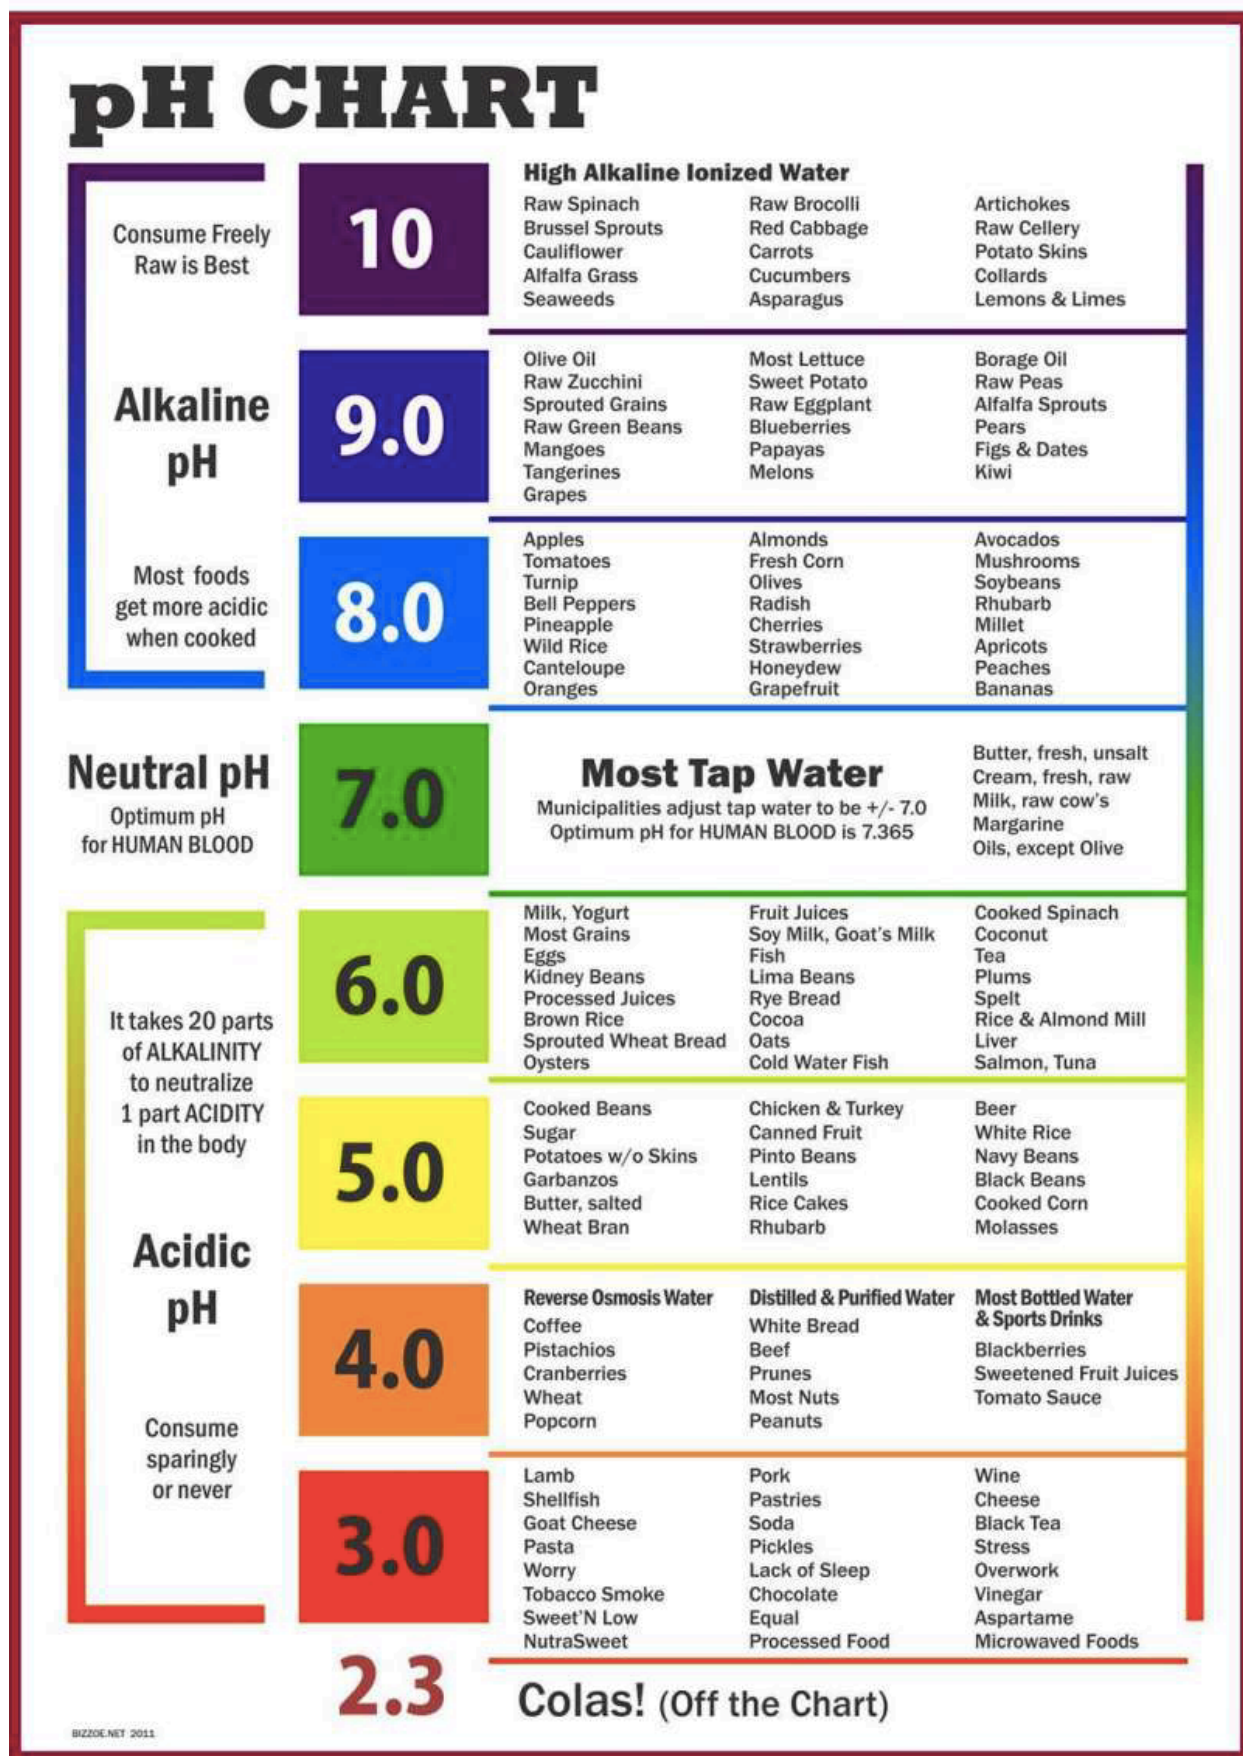 pH CHART
Consume Freely
Raw is Best
Alkaline
pH
Most foods
get more acidic
when cooked
10
High Alkaline Ionized Water
Raw Spinach Raw Brocolli Artichokes
Brussel Sprouts Red Cabbage Raw Cellery
Cauliflower Carrots Potato Skins
Alfalfa Grass Cucumbers Collards
Seaweeds Asparagus Lemons & Limes
9.0
Olive Oil Most Lettuce Borage Oil
Raw Zucchini Sweet Potato Raw Peas
Sprouted Grains Raw Eggplant Alfalfa Sprouts
Raw Green Beans Blueberries Pears
Mangoes Papayas Figs & Dates
Tangerines Melons Kiwi
Grapes
8.0
Apples Almonds Avocados
Tomatoes Fresh Corn Mushrooms
Turnip Olives Soybeans
Bell Peppers Radish Rhubarb
Pineapple Cherries Millet
Wild Rice Strawberries Apricots
Canteloupe Honeydew Peaches
Oranges Grapefruit Bananas
Neutral pH
Optimum pH
for HUMAN BLOOD
7.0
Most Tap Water
Municipalities adjust tap water to be +/- 7.0
Optimum pH for HUMAN BLOOD is 7.365
Butter, fresh, unsalt
Cream, fresh, raw
Milk, raw cow's
Margarine
Oils, except Olive
It takes 20 parts
of ALKALINITY
to neutralize
1 part ACIDITY
in the body
Acidic
pH
Consume
sparingly
or never
6.0
Milk, Yogurt Fruit Juices Cooked Spinach
Most Grains Soy Milk, Goat's Milk Coconut
Eggs Fish Tea
Kidney Beans Lima Beans Plums
Processed Juices Rye Bread Spelt
Brown Rice Cocoa Rice & Almond Mill
Sprouted Wheat Bread Oats Liver
Oysters Cold Water Fish Salmon, Tuna
5.0
Cooked Beans Chicken & Turkey Beer
Sugar Canned Fruit White Rice
Potatoes w/o Skins Pinto Beans Navy Beans
Garbanzos Lentils Black Beans
Butter, salted Rice Cakes Cooked Corn
Wheat Bran Rhubarb Molasses
4.0
Reverse Osmosis Water Distilled & Purified Water Most Bottled Water
& Sports Drinks
Coffee White Bread
Pistachios Beef Blackberries
Cranberries Prunes Sweetened Fruit Juices
Wheat Most Nuts Tomato Sauce
Popcorn Peanuts
3.0
Lamb Pork Wine
Shellfish Pastries Cheese
Goat Cheese Soda Black Tea
Pasta Pickles Stress
Worry Lack of Sleep Overwork
Tobacco Smoke Chocolate Vinegar
Sweet'N Low Equal Aspartame
NutraSweet Processed Food Microwaved Foods
2.3
Colas! (Off the Chart)
BIZZOE.NET 2011